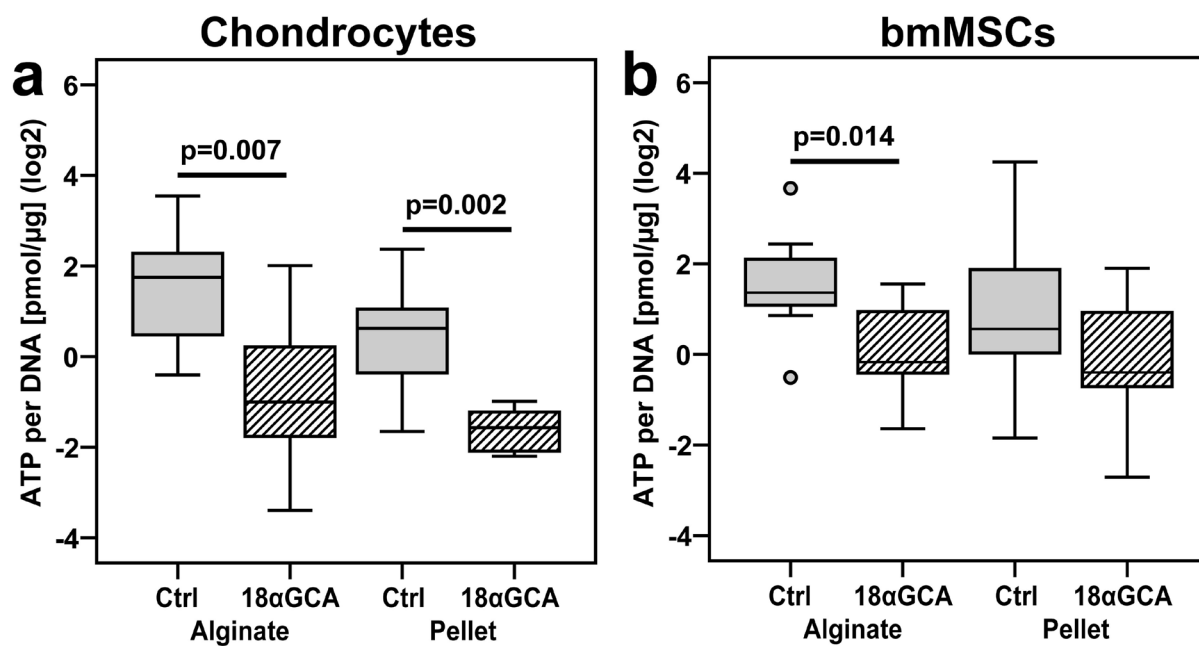 Chondrocytes
a
ATP per DNA [pmol/µg] (log2)
6
4
2
0
-2
-4
p=0.007
p=0.002
Ctrl 18αGCA Ctrl 18αGCA
Alginate Pellet
bmMSCs
b
ATP per DNA [pmol/µg] (log2)
6
4
2
0
-2
-4
p=0.014
Ctrl 18αGCA Ctrl 18αGCA
Alginate Pellet